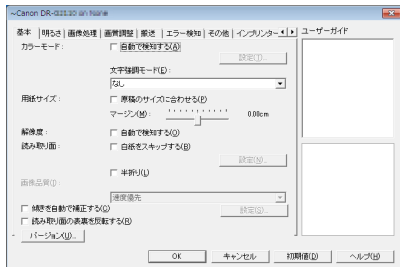 ~Canon DR-
基本 明るさ 画像処理 画質調整 搬送 エラー検知 その他 インプリンター
ユーザーガイド
カラーモード:
自動で検知する(A)
設定(T)...
文字強調モード(E):
なし
用紙サイズ:
原稿のサイズに合わせる(P)
マージン(M):
0.00cm
解像度:
自動で検知する(O)
読み取り面:
白紙をスキップする(B)
設定(N)...
半折り(L)
画像品質(I):
速度優先
傾きを自動で補正する(C)
設定(S)...
読み取り面の表裏を反転する(R)
バージョン(U)...
OK
キャンセル
初期値(D)
ヘルプ(H)